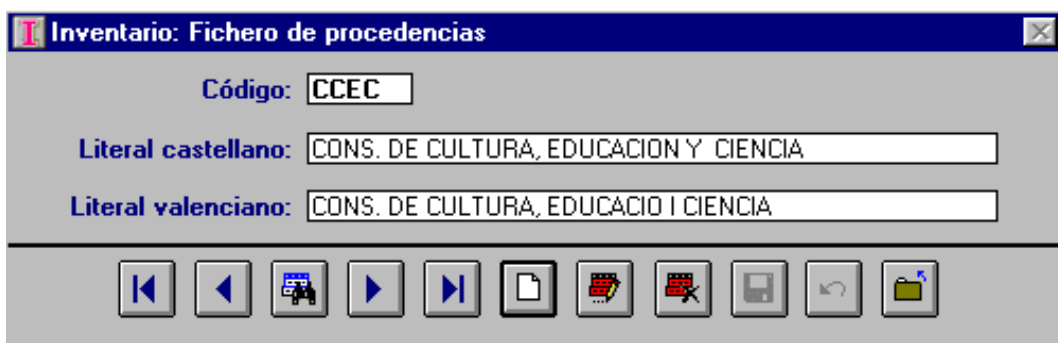 Inventario: Fichero de procedencias
Código: CCEC
Literal castellano: CONS. DE CULTURA, EDUCACION Y CIENCIA
Literal valenciano: CONS. DE CULTURA, EDUCACIO I CIENCIA